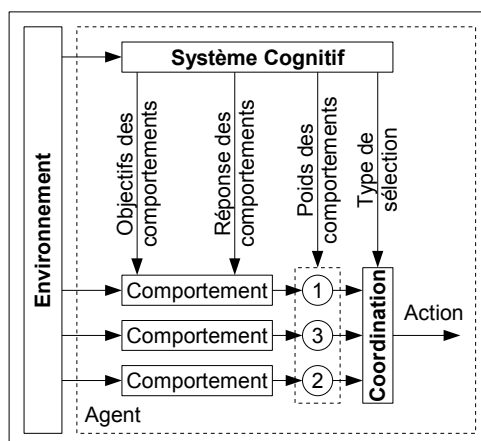 Système Cognitif
Environnement
Objectifs des
comportements
Réponse des
comportements
Poids des
comportements
Type de
sélection
Comportement
1
Comportement
3
Comportement
2
Coordination
Action
Agent